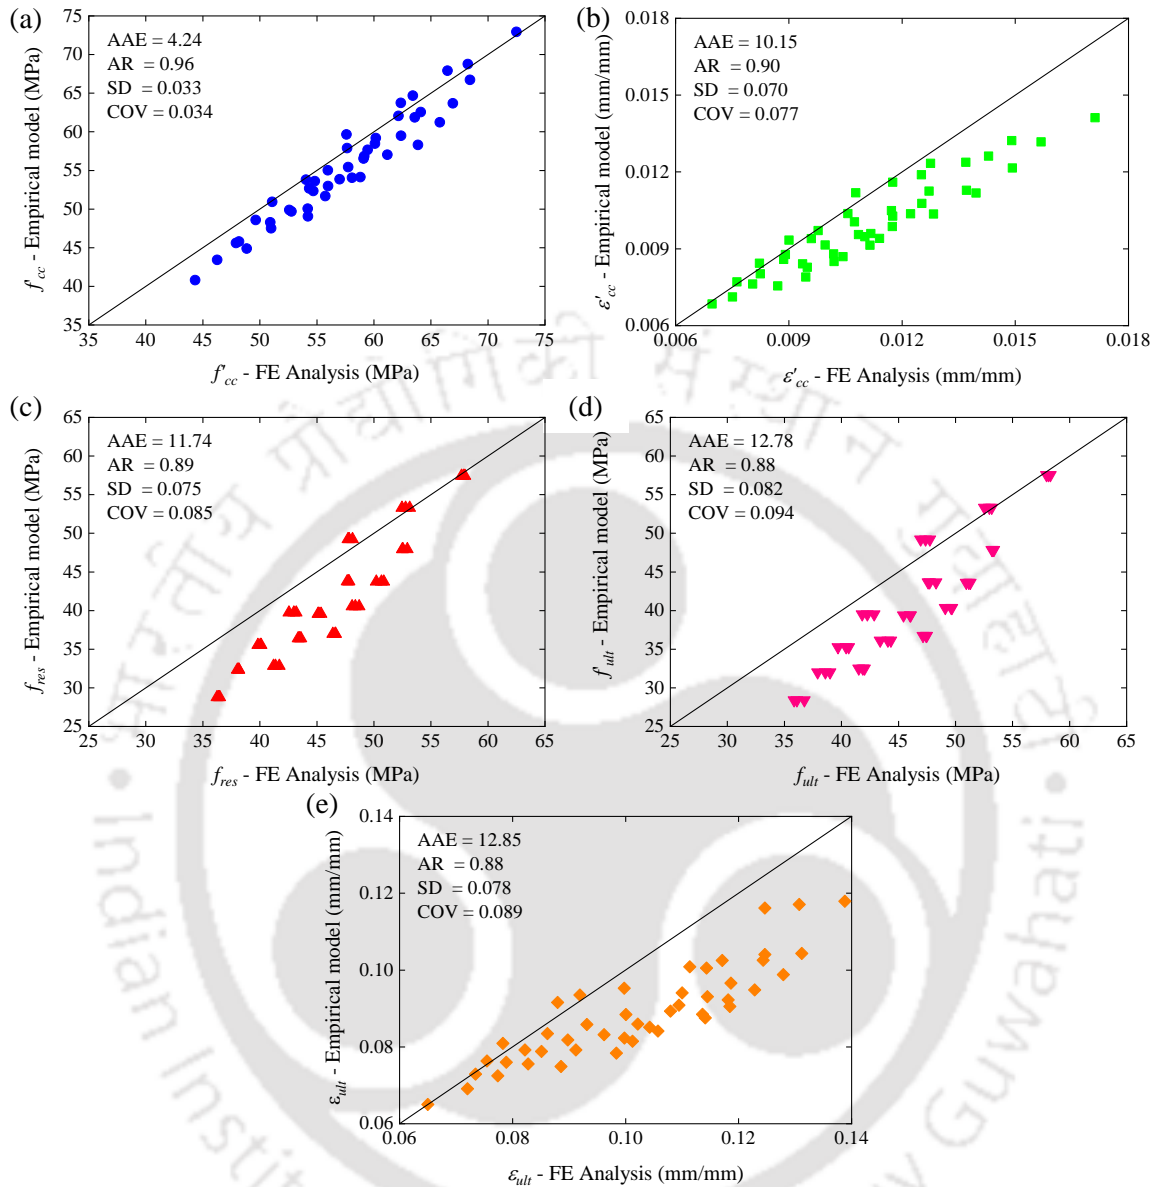 (a)
AAE = 4.24
AR = 0.96
SD = 0.033
COV = 0.034
f'cc - Empirical model (MPa)
75
70
65
60
55
50
45
40
35
35 40 45 50 55 60 65 70 75
f'cc - FE Analysis (MPa)
(b)
AAE = 10.15
AR = 0.90
SD = 0.070
COV = 0.077
ε'cc - Empirical model (mm/mm)
0.018
0.015
0.012
0.009
0.006
0.006 0.009 0.012 0.015 0.018
ε'cc - FE Analysis (mm/mm)
(c)
AAE = 11.74
AR = 0.89
SD = 0.075
COV = 0.085
fres - Empirical model (MPa)
65
60
55
50
45
40
35
30
25
25 30 35 40 45 50 55 60 65
fres - FE Analysis (MPa)
(d)
AAE = 12.78
AR = 0.88
SD = 0.082
COV = 0.094
fult - Empirical model (MPa)
65
60
55
50
45
40
35
30
25
25 30 35 40 45 50 55 60 65
fult - FE Analysis (MPa)
(e)
AAE = 12.85
AR = 0.88
SD = 0.078
COV = 0.089
εult - Empirical model (mm/mm)
0.14
0.12
0.10
0.08
0.06
0.06 0.08 0.10 0.12 0.14
εult - FE Analysis (mm/mm)
Indian Instit
Guwahati